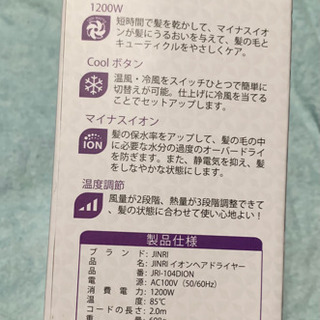 1200W
短時間で髪を乾かして、マイナスイオ
ンが髪にうるおいを与えて、髪の毛と
キューティクルをやさしくケア。
Cool ボタン
温風・冷風をスイッチひとつで簡単に
切替えが可能。仕上げに冷風を当るこ
とでセットアップします。
マイナスイオン
ION
髪の保水率をアップして、髪の毛の中
に必要な水分の過度のオーバードライ
を防ぎます。また、静電気を抑え、髪を
しなやかな状態にします。
温度調節
風量が2段階、熱量が3段階調整できて
、髪の状態に合わせて使い心地よい!
製品仕様
ブランド:JINRI
品名:JINRI イオンヘアドライヤー
品番:JRI-104DION
電源:AC100V(50/60Hz)
消費電力:1200W
温度:85℃
コードの長さ:2.0m